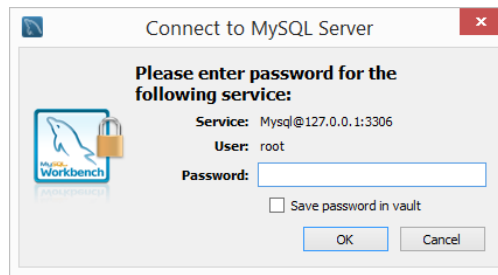 Connect to MySQL Server
Please enter password for the
following service:
Service: Mysql@127.0.0.1:3306
User: root
Password:
MySQL
Workbench
Save password in vault
OK Cancel